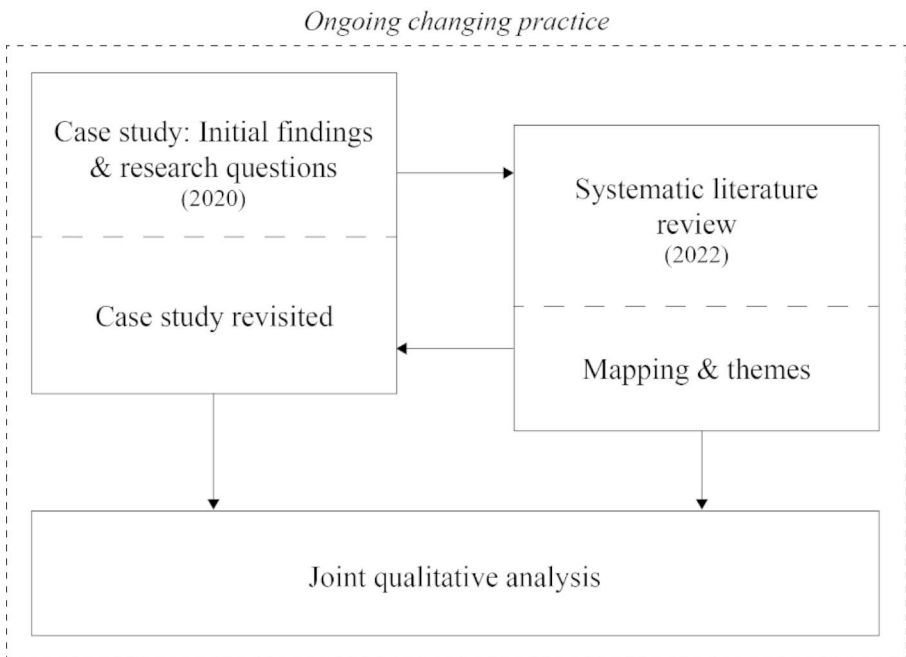 Ongoing changing practice
Case study: Initial findings
& research questions
(2020)
Systematic literature
review
(2022)
Case study revisited
Mapping & themes
Joint qualitative analysis